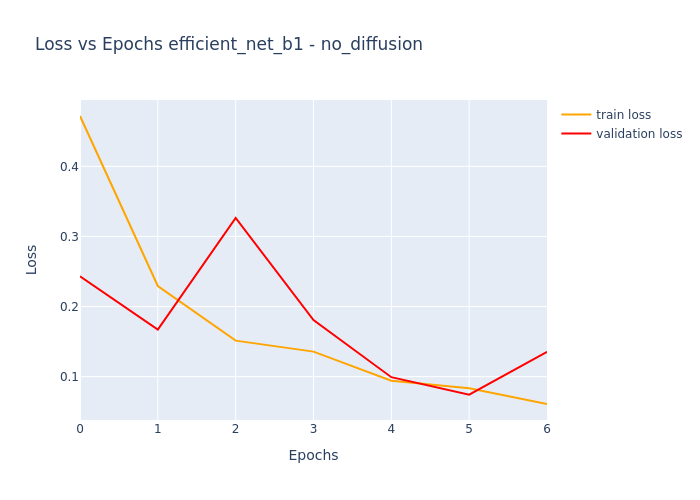 Loss vs Epochs efficient_net_b1 - no_diffusion
train loss
validation loss
0.4
0.3
0.2
0.1
Loss
0 1 2 3 4 5 6
Epochs